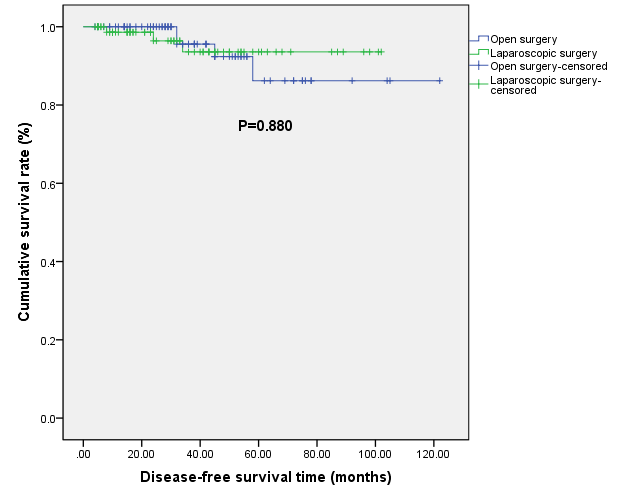 1.0
0.8
0.6
0.4
0.2
0.0
Cumulative survival rate (%)
P=0.880
.00 20.00 40.00 60.00 80.00 100.00 120.00
Disease-free survival time (months)
Open surgery
Laparoscopic surgery
Open surgery-censored
Laparoscopic surgery-
censored